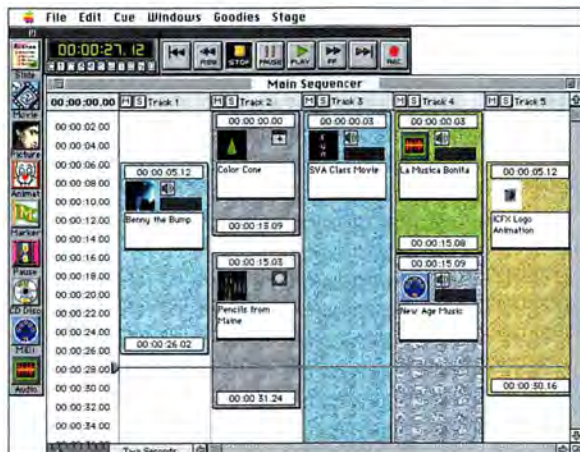 File Edit Cue Windows Goodies Stage
00:00:27.12
REW STOP PAUSE PLAY FF REC
Main Sequencer
00:00:00.00 M S Track 1 M S Track 2 M S Track 3 M S Track 4 M S Track 5
Slide
Movie
Picture
Animat
Marker
Pause
CD Disc
MIDI
Audio
00:00:02.00
00:00:04.00
00:00:06.00
00:00:08.00
00:00:10.00
00:00:12.00
00:00:14.00
00:00:16.00
00:00:18.00
00:00:20.00
00:00:22.00
00:00:24.00
00:00:26.00
00:00:28.00
00:00:30.00
00:00:32.00
00:00:34.00
00:00:05.12
Benny the Bump
00:00:26.02
00:00:00.00
Color Cone
00:00:13.09
00:00:15.03
Pencils from
Maine
00:00:31.24
00:00:00.03
SVA
SVA Class Movie
00:00:00.03
La Musica Bonita
00:00:15.08
00:00:15.09
New Age Music
00:00:05.12
ICFX Logo
Animation
00:00:30.16
Two Seconds